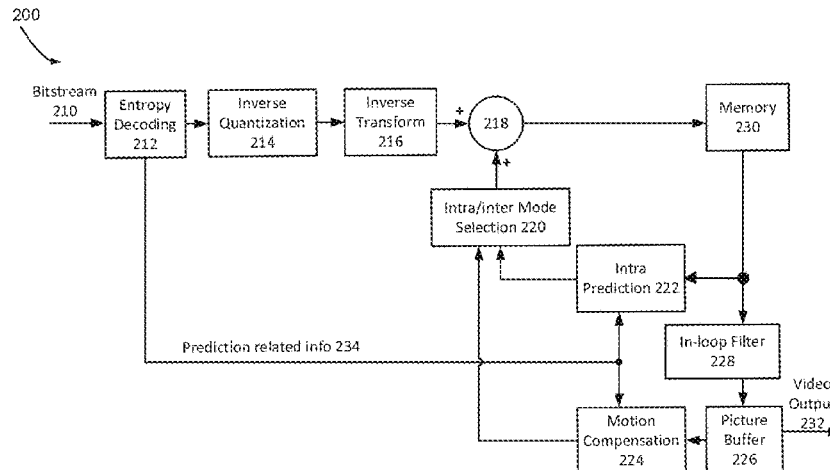 200
Bitstream
210
Entropy
Decoding
212
Inverse
Quantization
214
Inverse
Transform
216
+
218
+
Memory
230
Intra/inter Mode
Selection 220
Intra
Prediction 222
In-loop Filter
228
Prediction related info 234
Motion
Compensation
224
Picture
Buffer
226
Video
Output
232